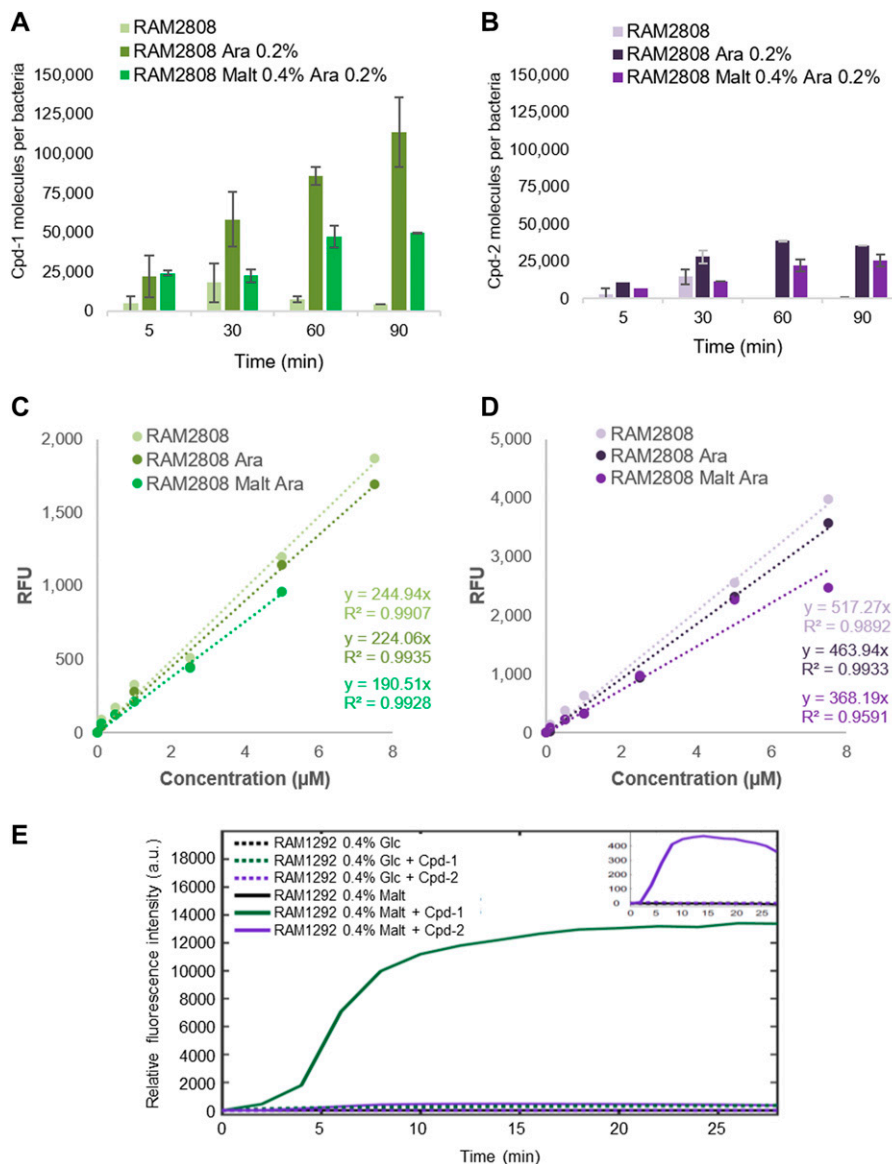 A
RAM2808
RAM2808 Ara 0.2%
RAM2808 Malt 0.4% Ara 0.2%
Cpd-1 molecules per bacteria
150,000
125,000
100,000
75,000
50,000
25,000
0
5 30 60 90
Time (min)
B
RAM2808
RAM2808 Ara 0.2%
RAM2808 Malt 0.4% Ara 0.2%
Cpd-2 molecules per bacteria
150,000
125,000
100,000
75,000
50,000
25,000
0
5 30 60 90
Time (min)
C
RAM2808
RAM2808 Ara
RAM2808 Malt Ara
RFU
2,000
1,500
1,000
500
0
y = 244.94x
R² = 0.9907
y = 224.06x
R² = 0.9935
y = 190.51x
R² = 0.9928
0 2 4 6 8
Concentration (µM)
D
RAM2808
RAM2808 Ara
RAM2808 Malt Ara
RFU
5,000
4,000
3,000
2,000
1,000
0
y = 517.27x
R² = 0.9892
y = 463.94x
R² = 0.9933
y = 368.19x
R² = 0.9591
0 2 4 6 8
Concentration (µM)
E
Relative fluorescence intensity (a.u.)
18000
16000
14000
12000
10000
8000
6000
4000
2000
0
RAM1292 0.4% Glc
RAM1292 0.4% Glc + Cpd-1
RAM1292 0.4% Glc + Cpd-2
RAM1292 0.4% Malt
RAM1292 0.4% Malt + Cpd-1
RAM1292 0.4% Malt + Cpd-2
400
300
200
100
0
0 5 10 15 20 25
0 5 10 15 20 25
Time (min)